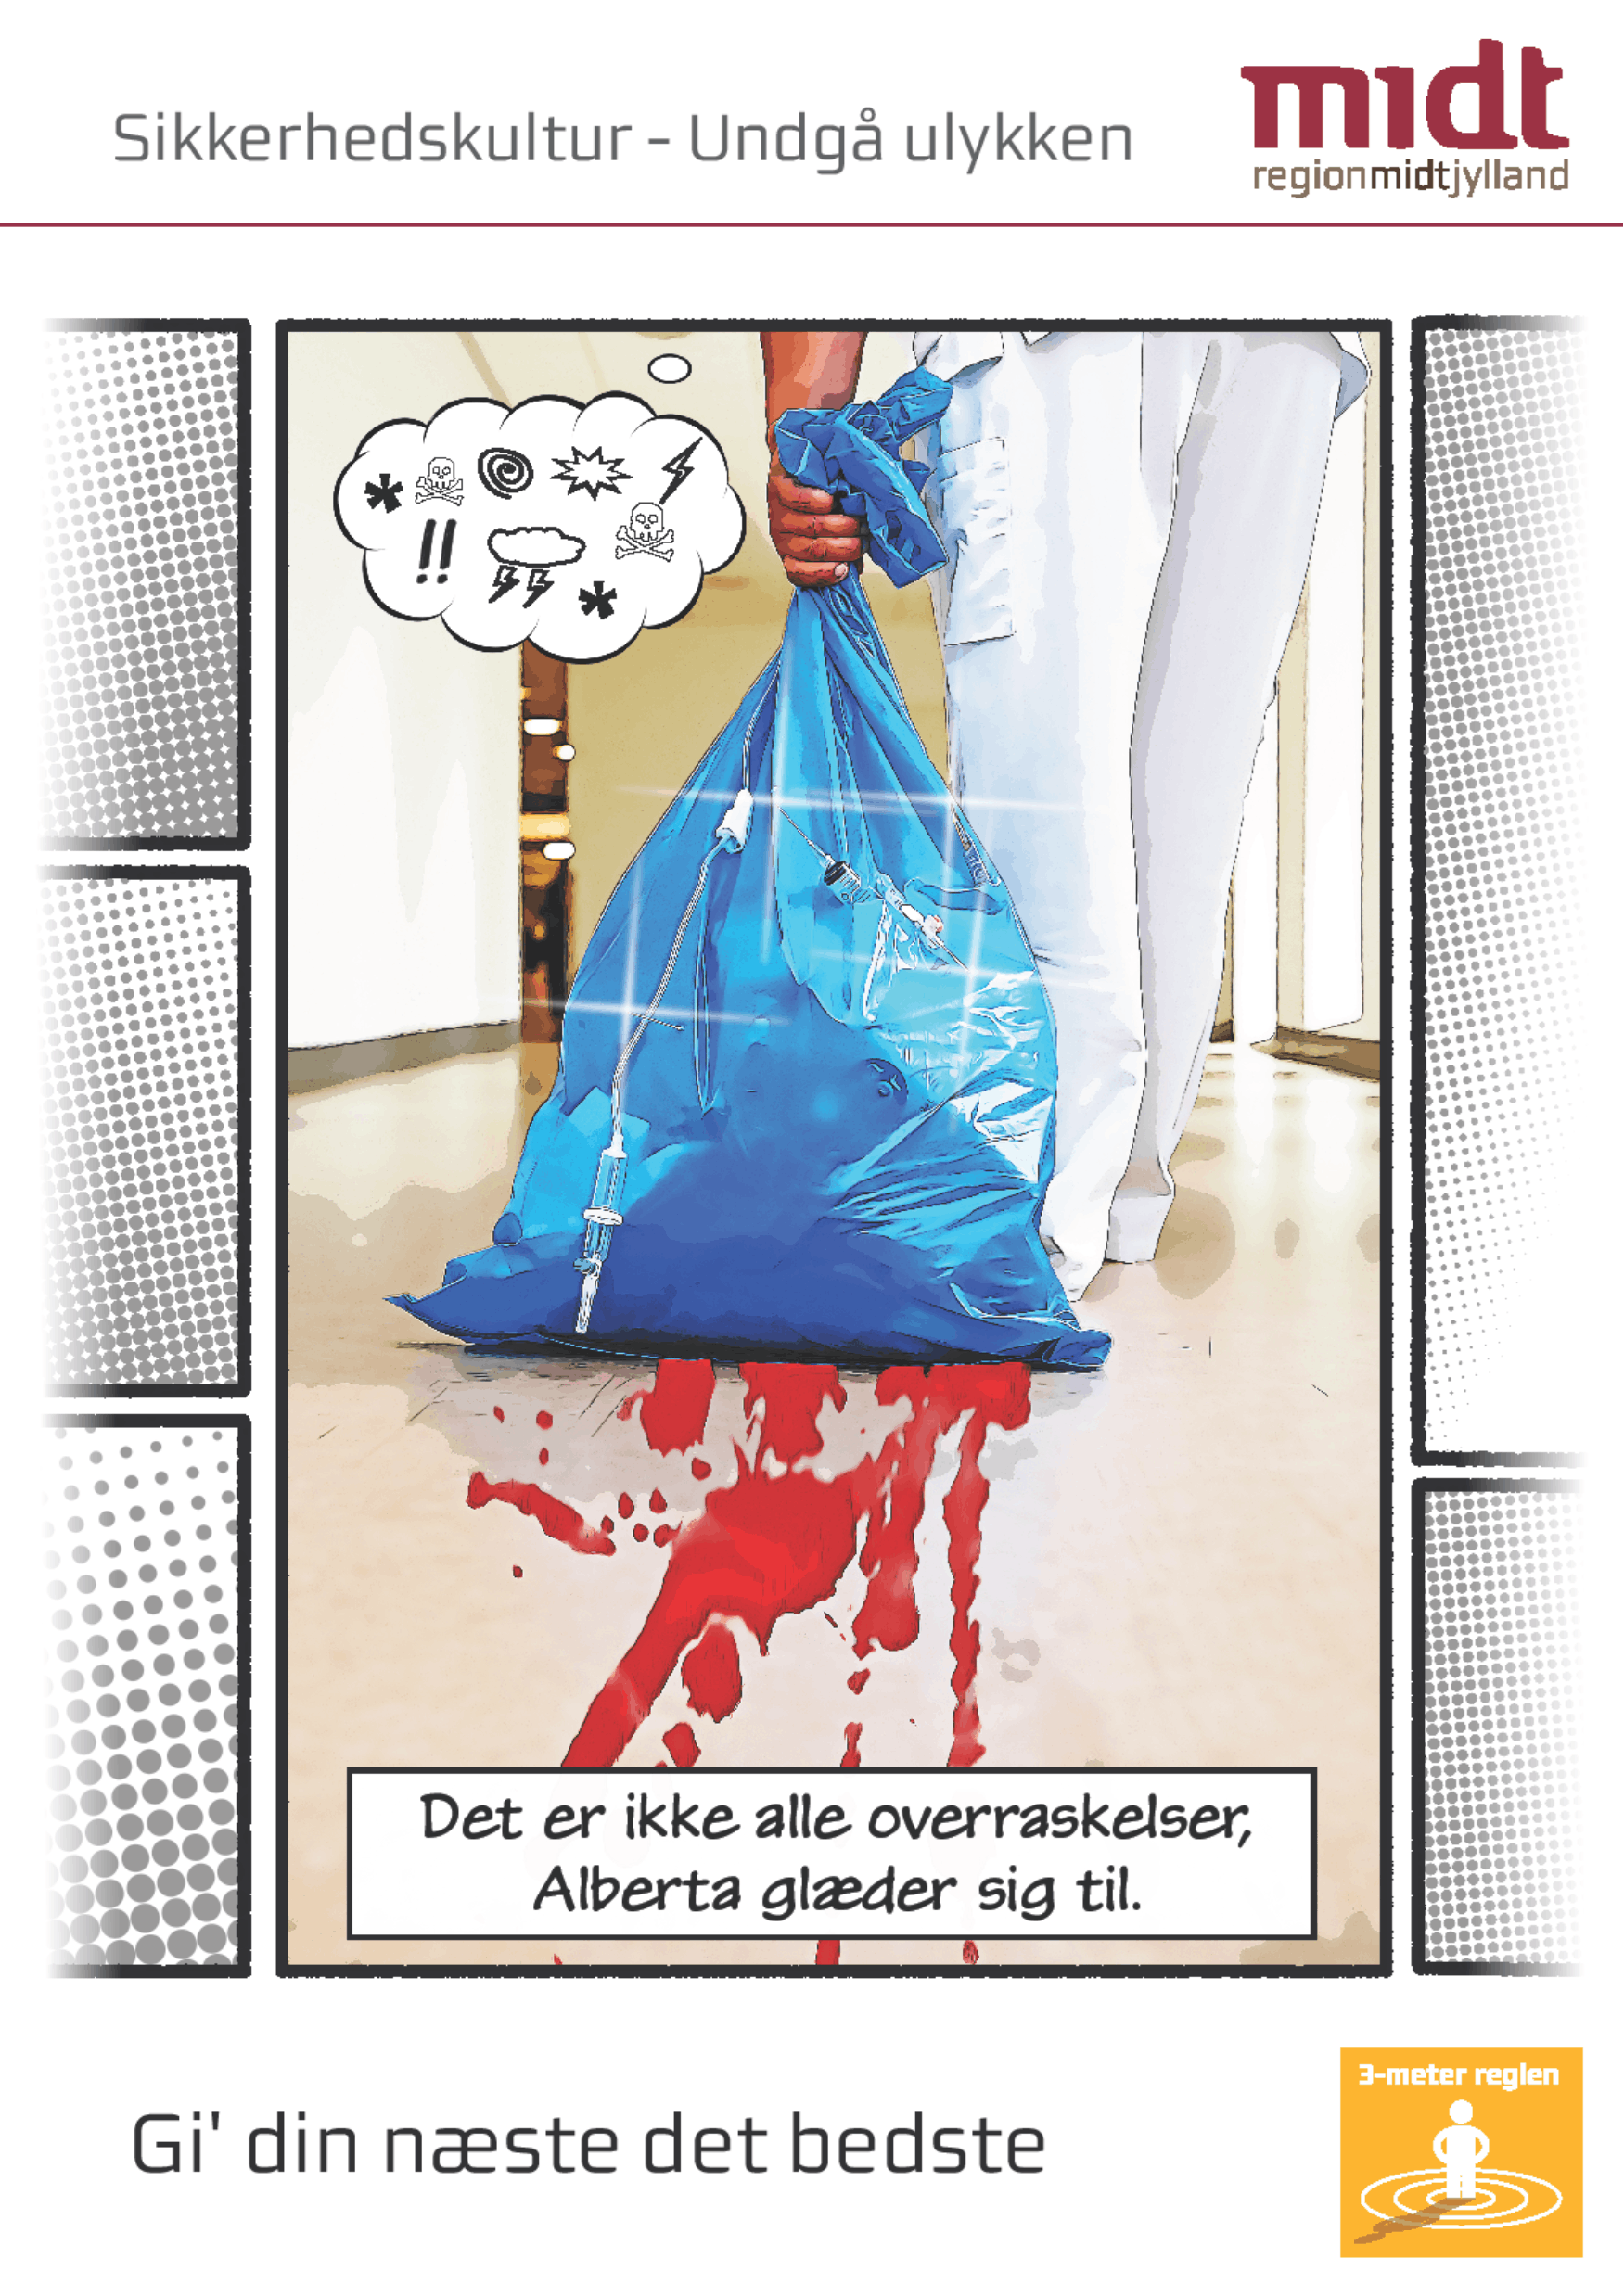 Sikkerhedskultur - Undgå ulykken
midt
regionmidtjylland
!!
Det er ikke alle overraskelser,
Alberta glæder sig til.
3-meter reglen
Gi' din næste det bedste